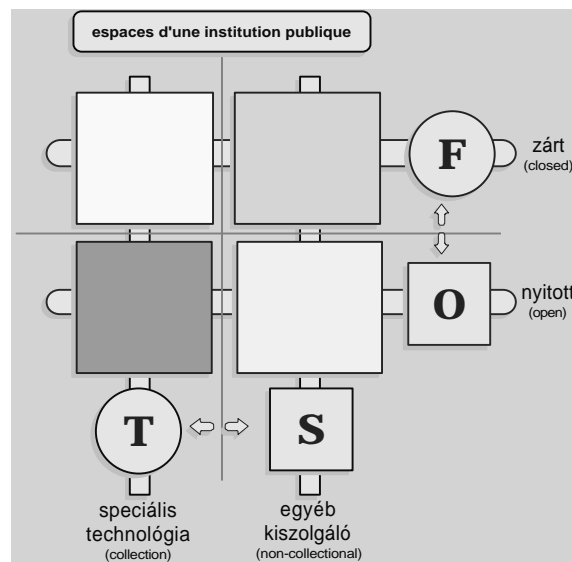 espaces d'une institution publique
F
zárt
(closed)
O
nyitott
(open)
T
S
speciális
technológia
(collection)
egyéb
kiszolgáló
(non-collectional)